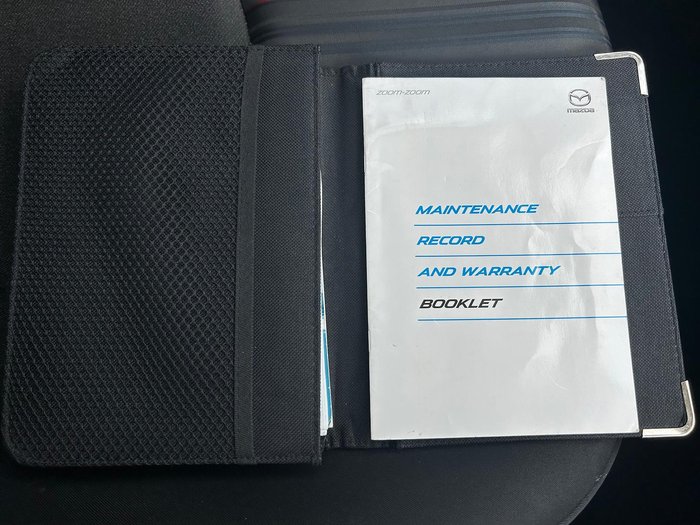 zoom-zoom
mazda
MAINTENANCE
RECORD
AND WARRANTY
BOOKLET